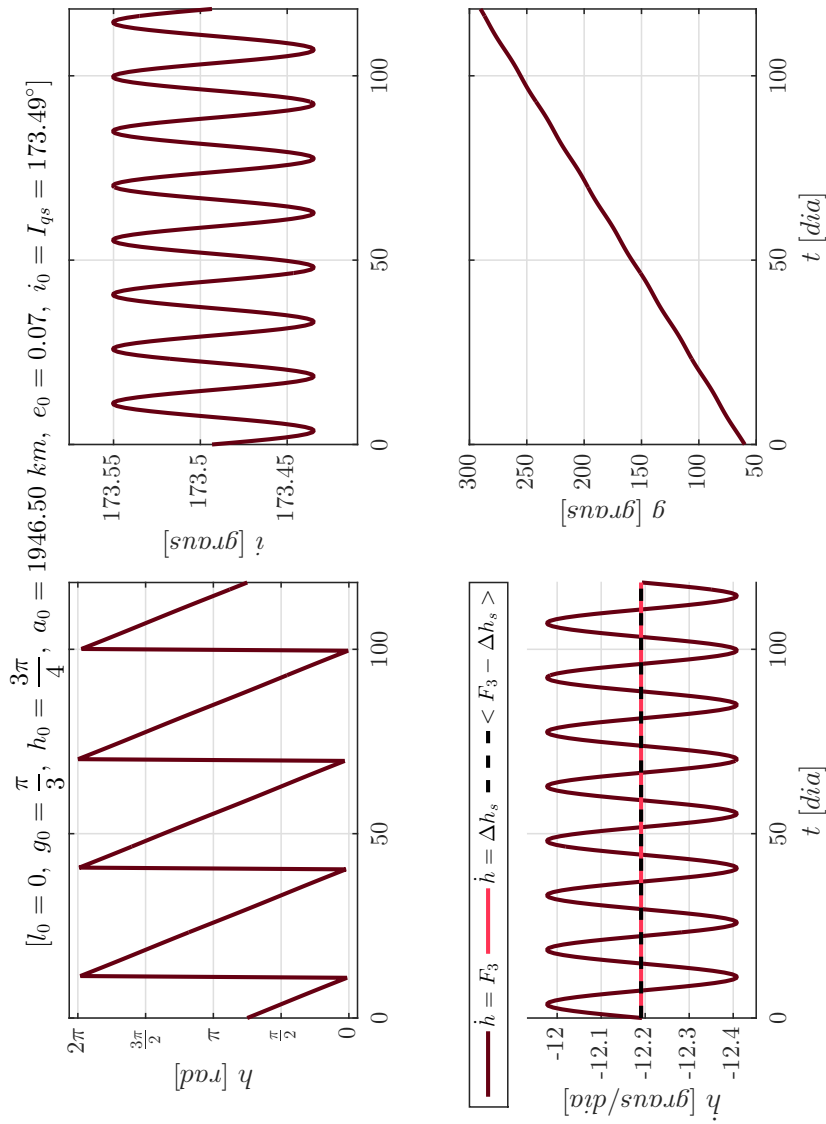 [l₀ = 0, g₀ = π/3, h₀ = 3π/4, a₀ = 1946.50 km, e₀ = 0.07, i₀ = I_qs = 173.49°]
h [rad]
2π
3π/2
π
π/2
0
0 50 100
i [graus]
173.55
173.5
173.45
0 50 100
ḣ = F₃ ḣ = Δh_s < F₃ − Δh_s >
ḣ [graus/dia]
-12
-12.1
-12.2
-12.3
-12.4
0 50 100
t [dia]
g [graus]
300
250
200
150
100
50
0 50 100
t [dia]